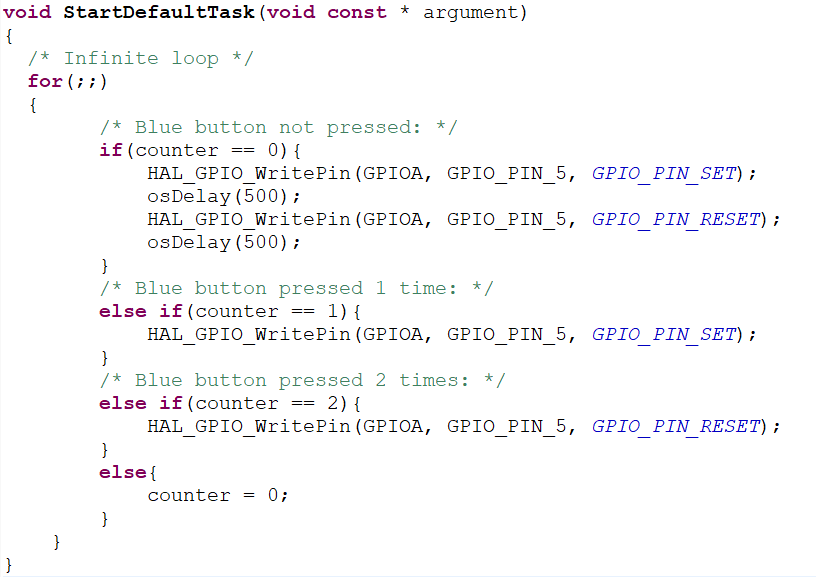 void StartDefaultTask(void const * argument)
{
  /* Infinite loop */
  for(;;)
  {
        /* Blue button not pressed: */
        if(counter == 0){
            HAL_GPIO_WritePin(GPIOA, GPIO_PIN_5, GPIO_PIN_SET);
            osDelay(500);
            HAL_GPIO_WritePin(GPIOA, GPIO_PIN_5, GPIO_PIN_RESET);
            osDelay(500);
        }
        /* Blue button pressed 1 time: */
        else if(counter == 1){
            HAL_GPIO_WritePin(GPIOA, GPIO_PIN_5, GPIO_PIN_SET);
        }
        /* Blue button pressed 2 times: */
        else if(counter == 2){
            HAL_GPIO_WritePin(GPIOA, GPIO_PIN_5, GPIO_PIN_RESET);
        }
        else{
            counter = 0;
        }
    }
}